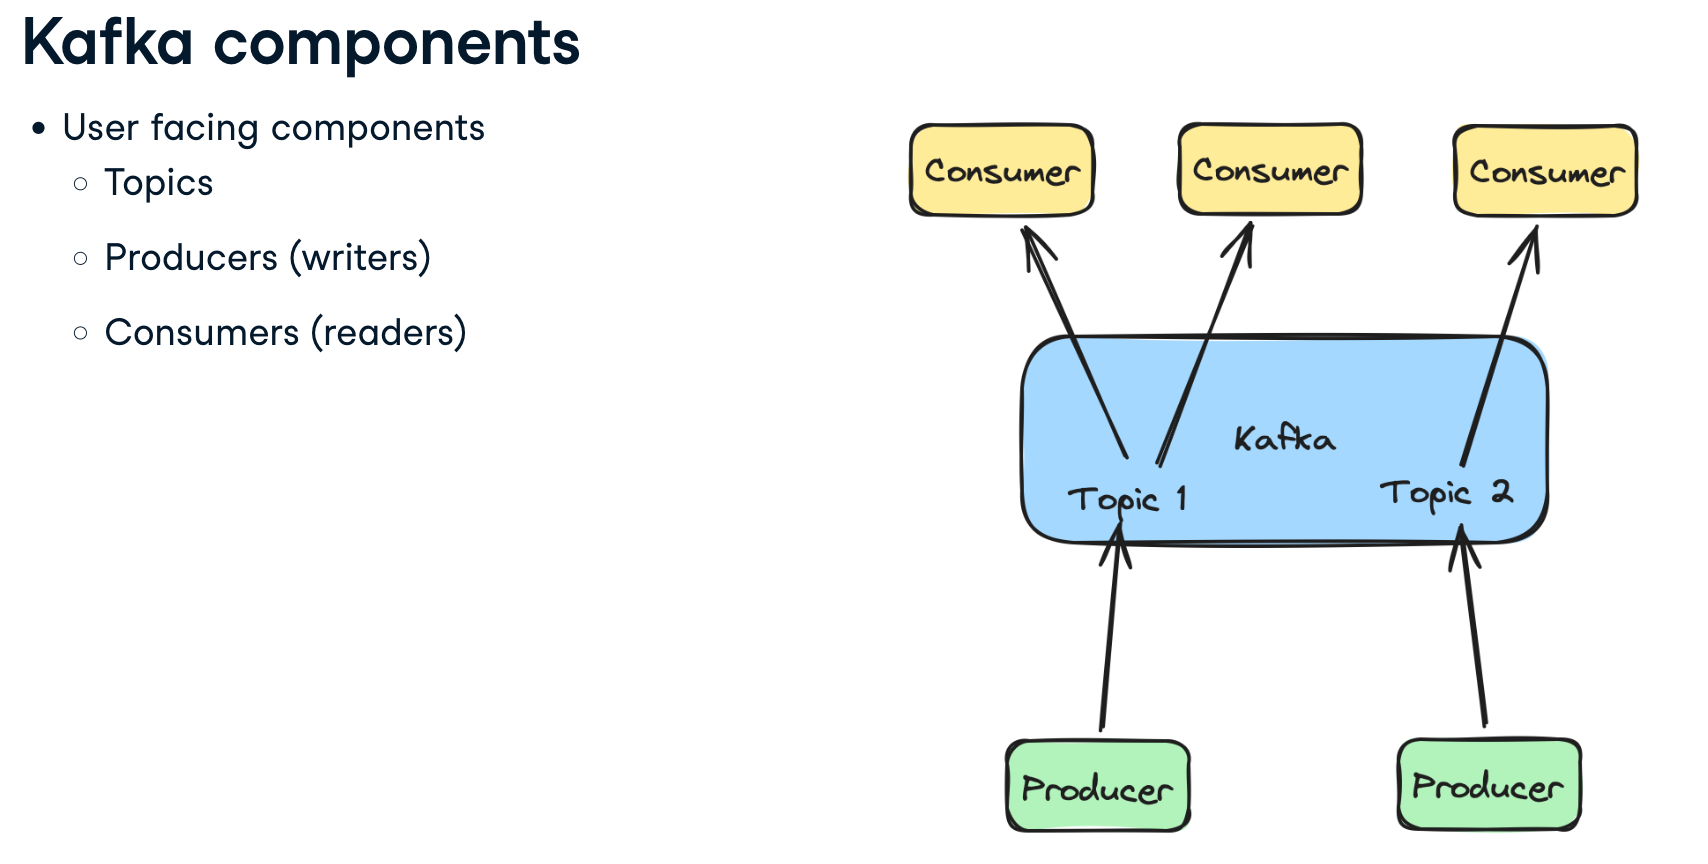 Kafka components
User facing components
Topics
Producers (writers)
Consumers (readers)
Consumer
Consumer
Consumer
Kafka
Topic 1
Topic 2
Producer
Producer